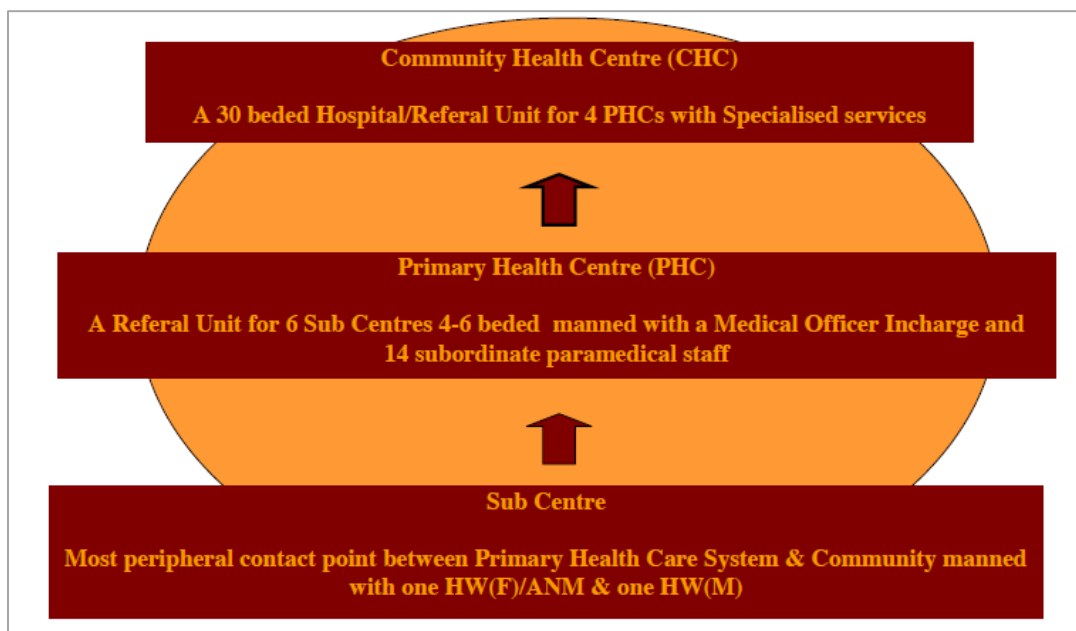 Community Health Centre (CHC)
A 30 beded Hospital/Referal Unit for 4 PHCs with Specialised services
Primary Health Centre (PHC)
A Referal Unit for 6 Sub Centres 4-6 beded manned with a Medical Officer Incharge and
14 subordinate paramedical staff
Sub Centre
Most peripheral contact point between Primary Health Care System & Community manned
with one HW(F)/ANM & one HW(M)